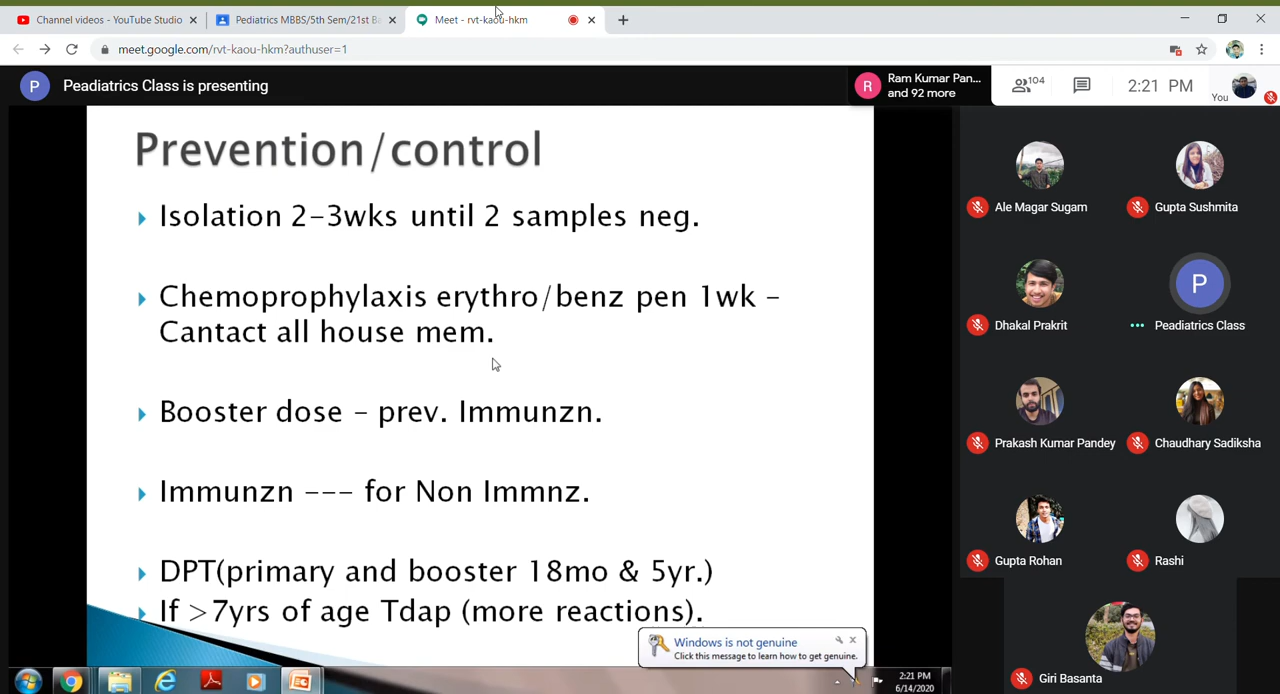 Channel videos - YouTube Studio
Pediatrics MBBS/5th Sem/21st Ba
Meet - rvt-kaou-hkm
meet.google.com/rvt-kaou-hkm?authuser=1
P
Peadiatrics Class is presenting
R
Ram Kumar Pan...
and 92 more
104
2:21 PM
You
Prevention/control
Isolation 2-3wks until 2 samples neg.
Chemoprophylaxis erythro/benz pen 1wk –
Cantact all house mem.
Booster dose – prev. Immunzn.
Immunzn --- for Non Immnz.
DPT(primary and booster 18mo & 5yr.)
If >7yrs of age Tdap (more reactions).
Windows is not genuine
Click this message to learn how to get genuine.
2:21 PM
6/14/2020
Ale Magar Sugam
Gupta Sushmita
Dhakal Prakrit
P
Peadiatrics Class
Prakash Kumar Pandey
Chaudhary Sadiksha
Gupta Rohan
Rashi
Giri Basanta